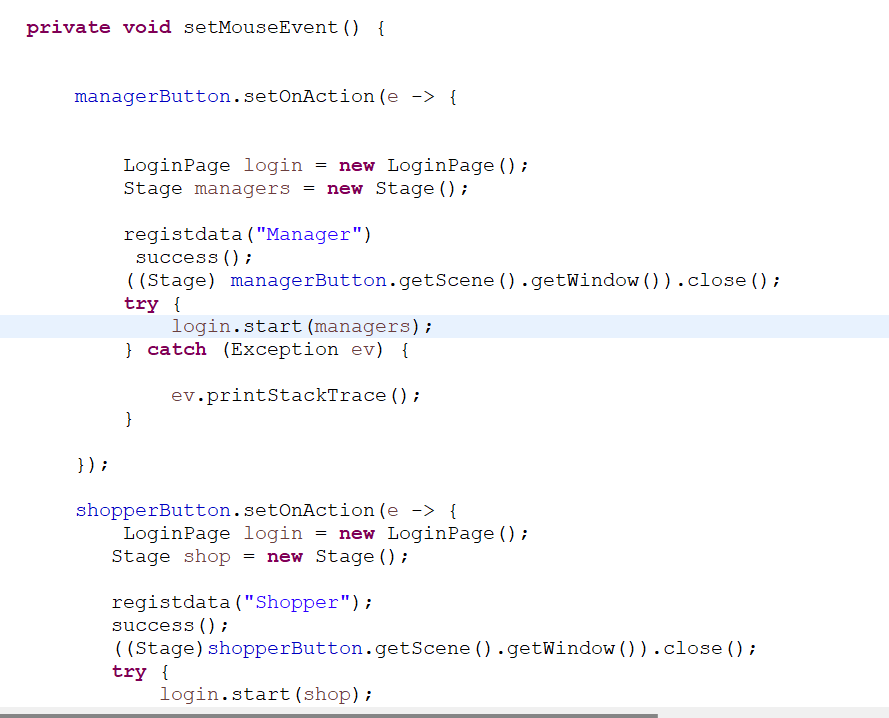 private void setMouseEvent() {
managerButton.setOnAction(e -> {
LoginPage login = new LoginPage();
Stage managers = new Stage();
registdata("Manager")
success();
((Stage) managerButton.getScene().getWindow()).close();
try {
login.start(managers);
} catch (Exception ev) {
ev.printStackTrace();
}
});
shopperButton.setOnAction(e -> {
LoginPage login = new LoginPage();
Stage shop = new Stage();
registdata("Shopper");
success();
((Stage)shopperButton.getScene().getWindow()).close();
try {
login.start(shop);